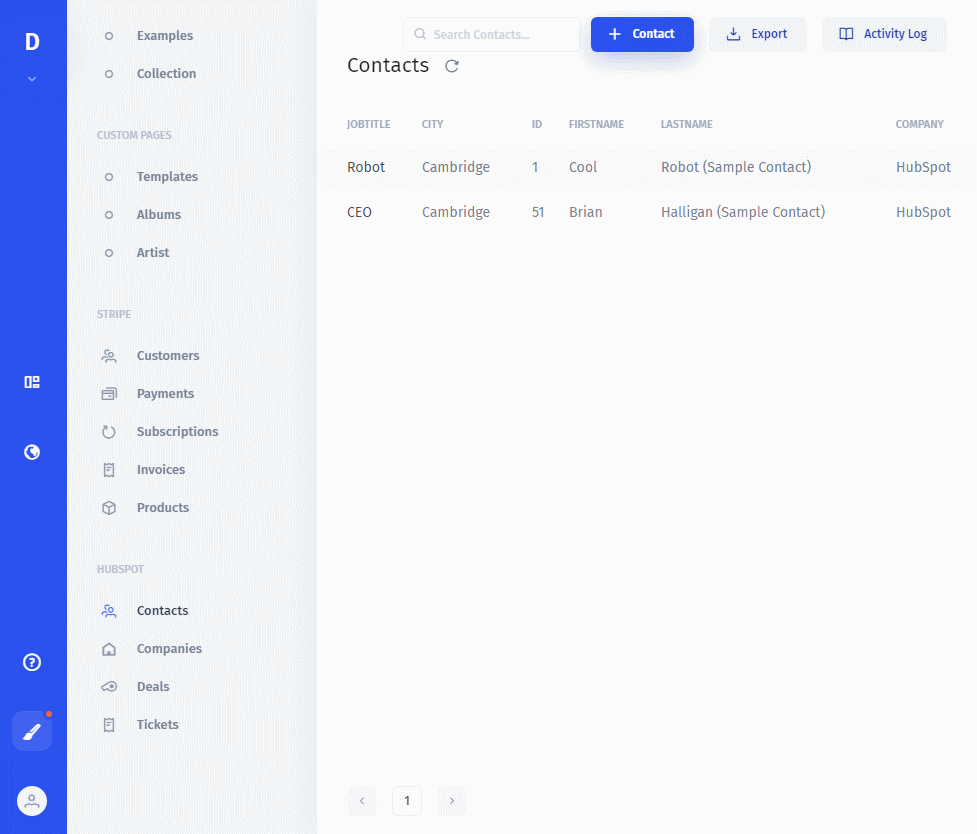 D
Examples
Collection
CUSTOM PAGES
Templates
Albums
Artist
STRIPE
Customers
Payments
Subscriptions
Invoices
Products
HUBSPOT
Contacts
Companies
Deals
Tickets
Search Contacts...
+ Contact
Export
Activity Log
Contacts
JOBTITLE CITY ID FIRSTNAME LASTNAME COMPANY
Robot Cambridge 1 Cool Robot (Sample Contact) HubSpot
CEO Cambridge 51 Brian Halligan (Sample Contact) HubSpot
‹ 1 ›
?